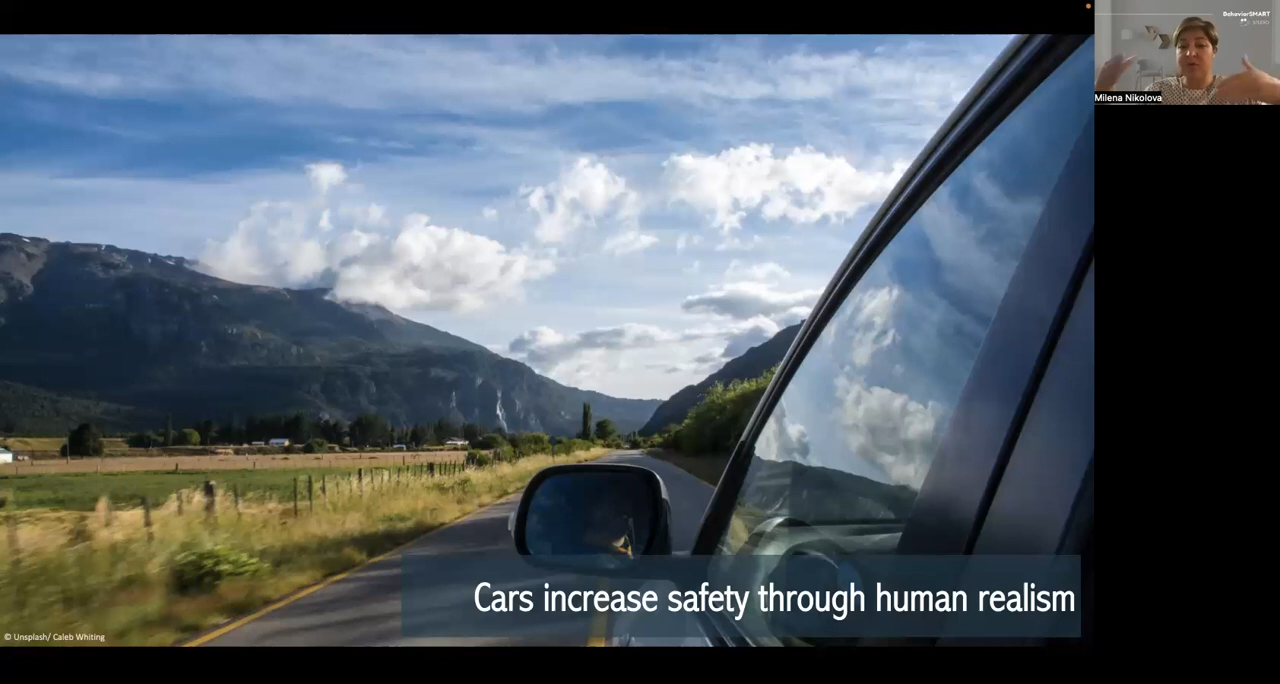 BehaviorSMART
Milena Nikolova
Cars increase safety through human realism
© Unsplash/ Caleb Whiting